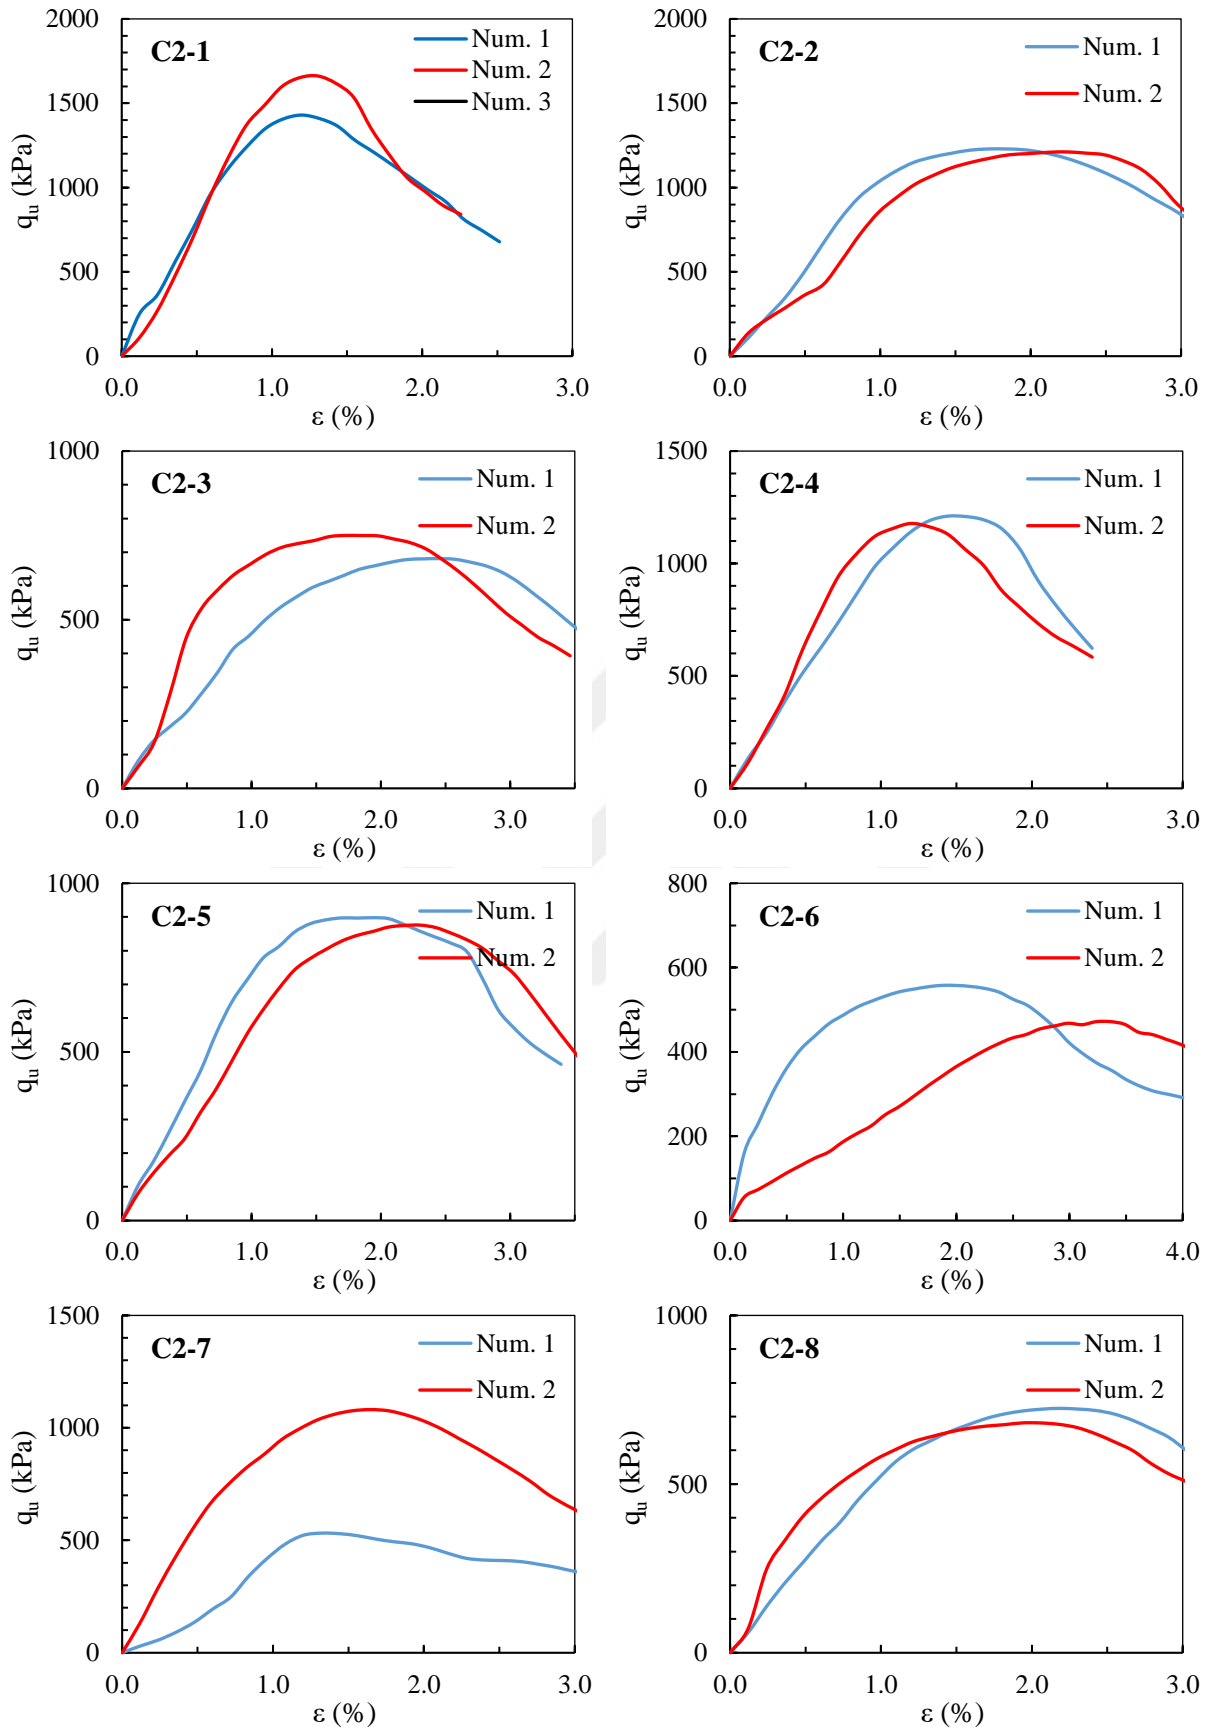 C2-1
Num. 1
Num. 2
Num. 3
2000
1500
1000
500
0
qu (kPa)
0.0 1.0 2.0 3.0
ε (%)
C2-2
Num. 1
Num. 2
2000
1500
1000
500
0
qu (kPa)
0.0 1.0 2.0 3.0
ε (%)
C2-3
Num. 1
Num. 2
1000
500
0
qu (kPa)
0.0 1.0 2.0 3.0
ε (%)
C2-4
Num. 1
Num. 2
1500
1000
500
0
qu (kPa)
0.0 1.0 2.0 3.0
ε (%)
C2-5
Num. 1
Num. 2
1000
500
0
qu (kPa)
0.0 1.0 2.0 3.0
ε (%)
C2-6
Num. 1
Num. 2
800
600
400
200
0
qu (kPa)
0.0 1.0 2.0 3.0 4.0
ε (%)
C2-7
Num. 1
Num. 2
1500
1000
500
0
qu (kPa)
0.0 1.0 2.0 3.0
ε (%)
C2-8
Num. 1
Num. 2
1000
500
0
qu (kPa)
0.0 1.0 2.0 3.0
ε (%)